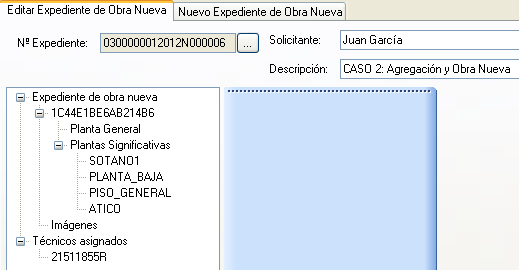 Editar Expediente de Obra Nueva Nuevo Expediente de Obra Nueva
Nº Expediente: 0300000012012N000006 ... Solicitante: Juan García
Descripción: CASO 2: Agregación y Obra Nueva
Expediente de obra nueva
1C44E1BE6AB214B6
Planta General
Plantas Significativas
SOTANO1
PLANTA_BAJA
PISO_GENERAL
ATICO
Imágenes
Técnicos asignados
21511855R